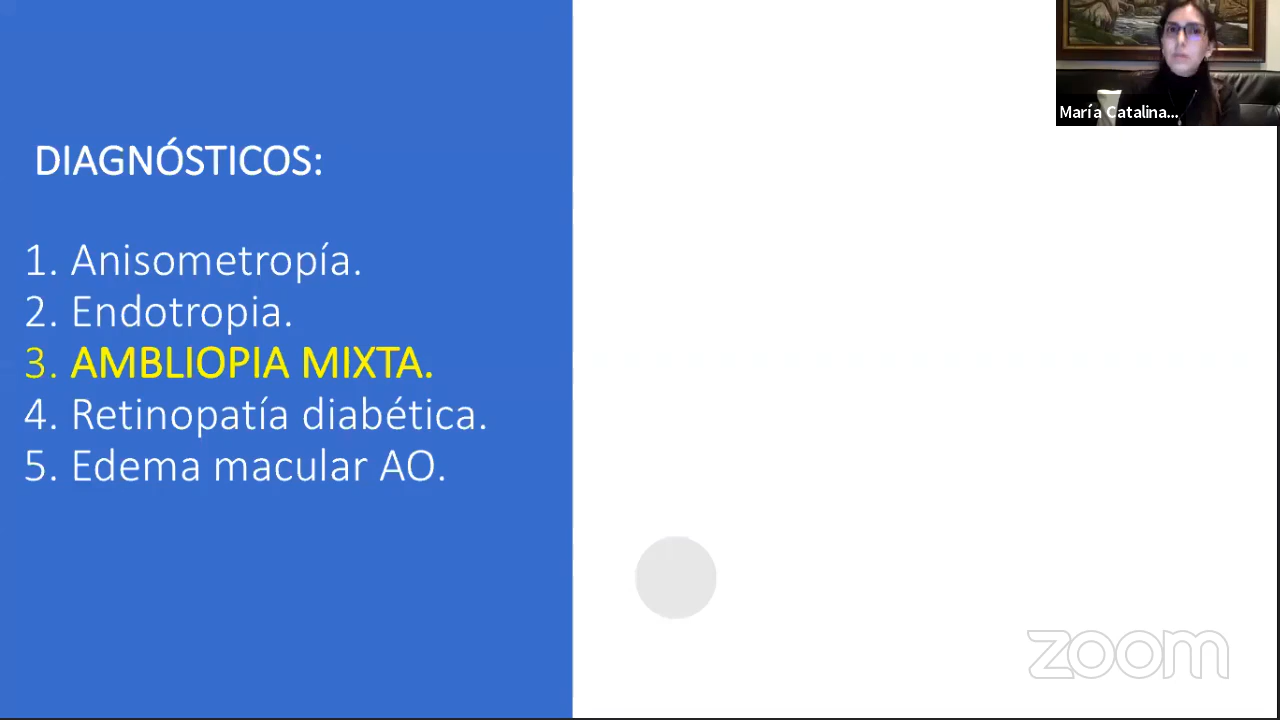 DIAGNÓSTICOS:
1. Anisometropía.
2. Endotropia.
3. AMBLIOPIA MIXTA.
4. Retinopatía diabética.
5. Edema macular AO.
María Catalina...
zoom